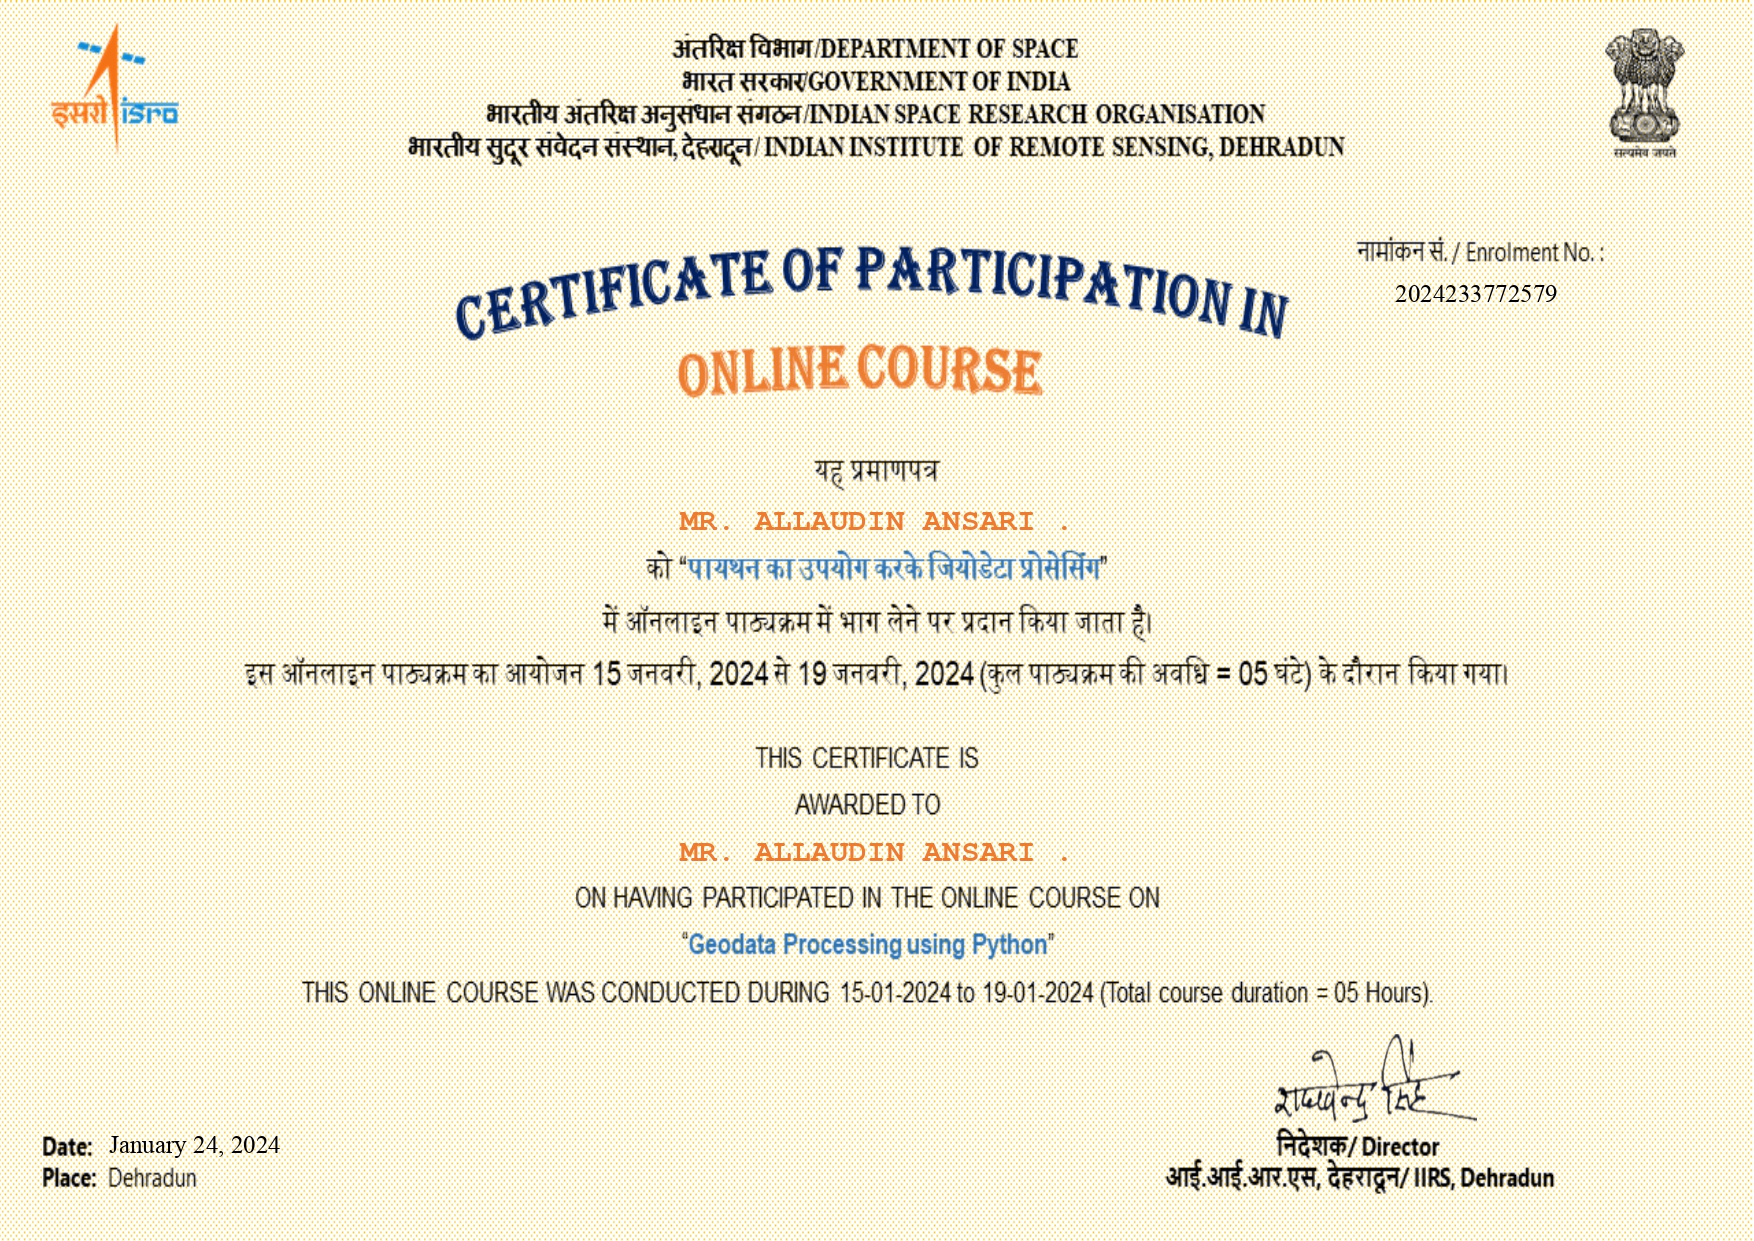 इसरो isro
अंतरिक्ष विभाग/DEPARTMENT OF SPACE
भारत सरकार/GOVERNMENT OF INDIA
भारतीय अंतरिक्ष अनुसंधान संगठन/INDIAN SPACE RESEARCH ORGANISATION
भारतीय सुदूर संवेदन संस्थान, देहरादून/ INDIAN INSTITUTE OF REMOTE SENSING, DEHRADUN
सत्यमेव जयते
नामांकन सं. / Enrolment No. :
2024233772579
CERTIFICATE OF PARTICIPATION IN
ONLINE COURSE
यह प्रमाणपत्र
MR. ALLAUDIN ANSARI .
को “पायथन का उपयोग करके जियोडेटा प्रोसेसिंग”
में ऑनलाइन पाठ्यक्रम में भाग लेने पर प्रदान किया जाता है।
इस ऑनलाइन पाठ्यक्रम का आयोजन 15 जनवरी, 2024 से 19 जनवरी, 2024 (कुल पाठ्यक्रम की अवधि = 05 घंटे) के दौरान किया गया।
THIS CERTIFICATE IS
AWARDED TO
MR. ALLAUDIN ANSARI .
ON HAVING PARTICIPATED IN THE ONLINE COURSE ON
“Geodata Processing using Python”
THIS ONLINE COURSE WAS CONDUCTED DURING 15-01-2024 to 19-01-2024 (Total course duration = 05 Hours).
राघवेन्द्र सिंह
निदेशक/ Director
आई.आई.आर.एस, देहरादून/ IIRS, Dehradun
Date: January 24, 2024
Place: Dehradun